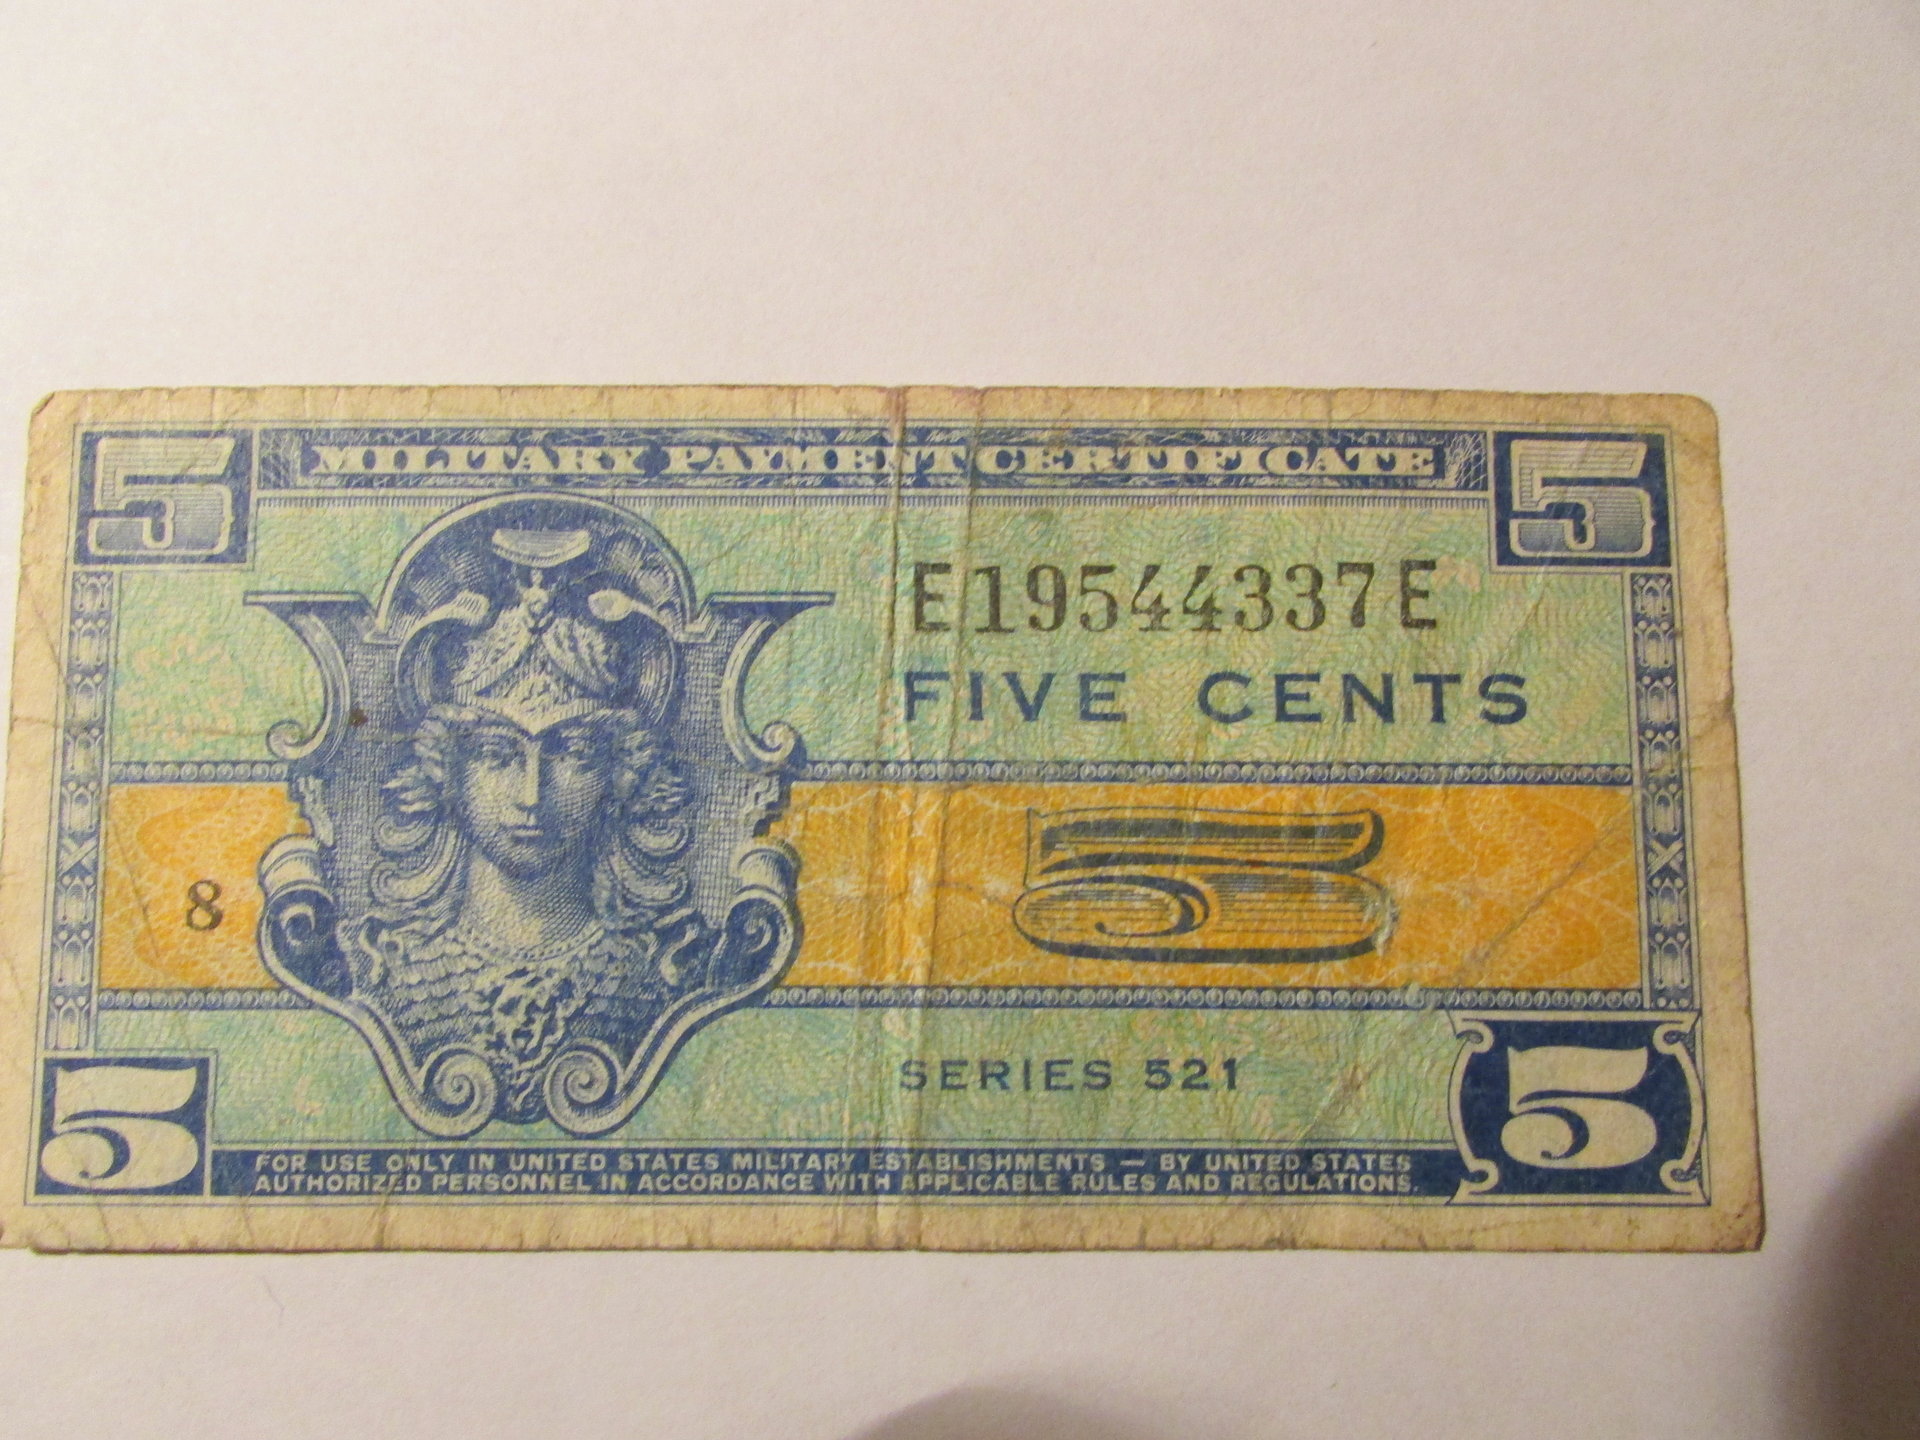 5 MILITARY PAYMENT CERTIFICATE 5
E19544337E
FIVE CENTS
8 5
SERIES 521
5 5
FOR USE ONLY IN UNITED STATES MILITARY ESTABLISHMENTS — BY UNITED STATES
AUTHORIZED PERSONNEL IN ACCORDANCE WITH APPLICABLE RULES AND REGULATIONS.